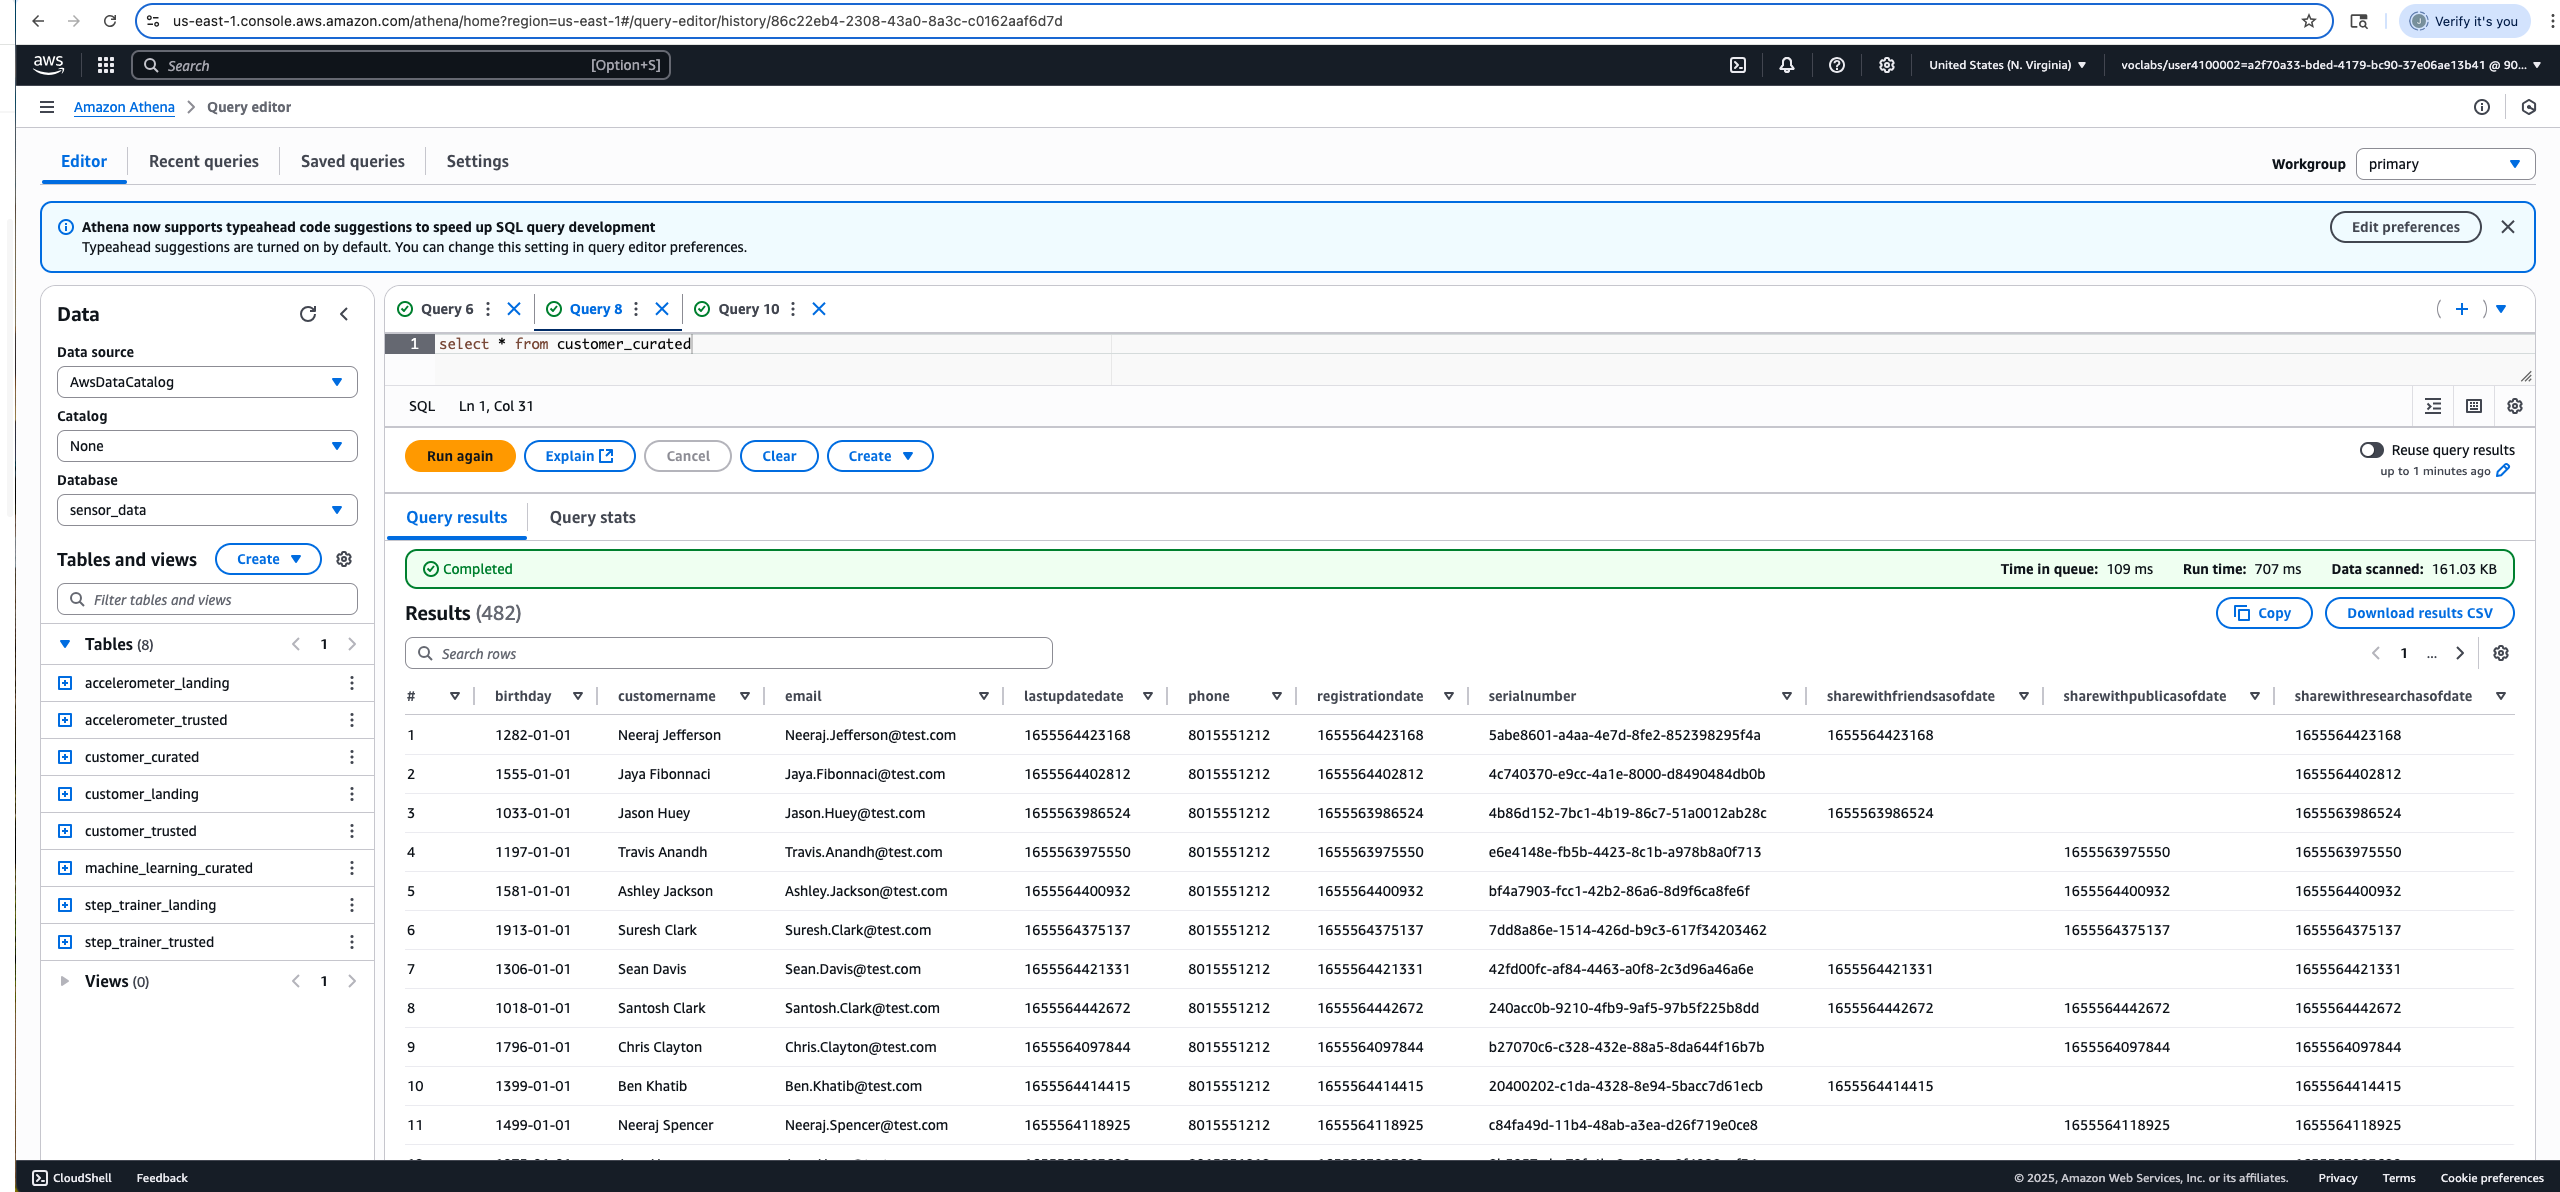 us-east-1.console.aws.amazon.com/athena/home?region=us-east-1#/query-editor/history/86c22eb4-2308-43a0-8a3c-c0162aaf6d7d
J Verify it's you
aws Search [Option+S] United States (N. Virginia) voclabs/user4100002=a2f70a33-bded-4179-bc90-37e06ae13b41 @ 90...
Amazon Athena Query editor
Editor Recent queries Saved queries Settings
Workgroup primary
Athena now supports typeahead code suggestions to speed up SQL query development
Typeahead suggestions are turned on by default. You can change this setting in query editor preferences.
Edit preferences
Data
Data source
AwsDataCatalog
Catalog
None
Database
sensor_data
Tables and views Create
Filter tables and views
Tables (8) 1
accelerometer_landing
accelerometer_trusted
customer_curated
customer_landing
customer_trusted
machine_learning_curated
step_trainer_landing
step_trainer_trusted
Views (0) 1
Query 6 Query 8 Query 10
1 select * from customer_curated
SQL Ln 1, Col 31
Run again Explain Cancel Clear Create
Reuse query results
up to 1 minutes ago
Query results Query stats
Completed Time in queue: 109 ms Run time: 707 ms Data scanned: 161.03 KB
Results (482) Copy Download results CSV
Search rows 1 ...
# birthday customername email lastupdatedate phone registrationdate serialnumber sharewithfriendsasofdate sharewithpublicasofdate sharewithresearchasofdate
1 1282-01-01 Neeraj Jefferson Neeraj.Jefferson@test.com 1655564423168 8015551212 1655564423168 5abe8601-a4aa-4e7d-8fe2-852398295f4a 1655564423168 1655564423168
2 1555-01-01 Jaya Fibonnaci Jaya.Fibonnaci@test.com 1655564402812 8015551212 1655564402812 4c740370-e9cc-4a1e-8000-d8490484db0b 1655564402812
3 1033-01-01 Jason Huey Jason.Huey@test.com 1655563986524 8015551212 1655563986524 4b86d152-7bc1-4b19-86c7-51a0012ab28c 1655563986524 1655563986524
4 1197-01-01 Travis Anandh Travis.Anandh@test.com 1655563975550 8015551212 1655563975550 e6e4148e-fb5b-4423-8c1b-a978b8a0f713 1655563975550 1655563975550
5 1581-01-01 Ashley Jackson Ashley.Jackson@test.com 1655564400932 8015551212 1655564400932 bf4a7903-fcc1-42b2-86a6-8d9f6ca8fe6f 1655564400932 1655564400932
6 1913-01-01 Suresh Clark Suresh.Clark@test.com 1655564375137 8015551212 1655564375137 7dd8a86e-1514-426d-b9c3-617f34203462 1655564375137 1655564375137
7 1306-01-01 Sean Davis Sean.Davis@test.com 1655564421331 8015551212 1655564421331 42fd00fc-af84-4463-a0f8-2c3d96a46a6e 1655564421331 1655564421331
8 1018-01-01 Santosh Clark Santosh.Clark@test.com 1655564442672 8015551212 1655564442672 240acc0b-9210-4fb9-9af5-97b5f225b8dd 1655564442672 1655564442672 1655564442672
9 1796-01-01 Chris Clayton Chris.Clayton@test.com 1655564097844 8015551212 1655564097844 b27070c6-c328-432e-88a5-8da644f16b7b 1655564097844 1655564097844
10 1399-01-01 Ben Khatib Ben.Khatib@test.com 1655564414415 8015551212 1655564414415 20400202-c1da-4328-8e94-5bacc7d61ecb 1655564414415 1655564414415
11 1499-01-01 Neeraj Spencer Neeraj.Spencer@test.com 1655564118925 8015551212 1655564118925 c84fa49d-11b4-48ab-a3ea-d26f719e0ce8 1655564118925 1655564118925
CloudShell Feedback © 2025, Amazon Web Services, Inc. or its affiliates. Privacy Terms Cookie preferences